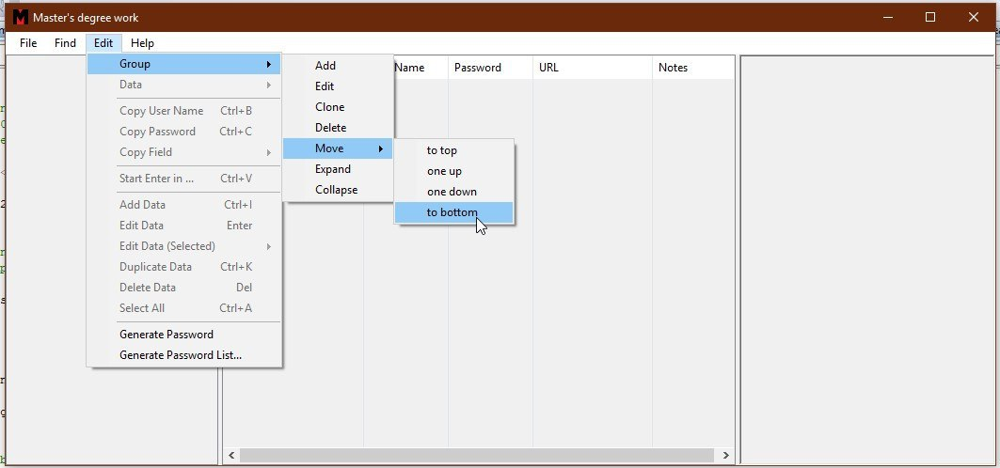 Master's degree work
File Find Edit Help
Group
Data
Copy User Name Ctrl+B
Copy Password Ctrl+C
Copy Field
Start Enter in ... Ctrl+V
Add Data Ctrl+I
Edit Data Enter
Edit Data (Selected)
Duplicate Data Ctrl+K
Delete Data Del
Select All Ctrl+A
Generate Password
Generate Password List...
Add
Edit
Clone
Delete
Move
Expand
Collapse
to top
one up
one down
to bottom
Name Password URL Notes